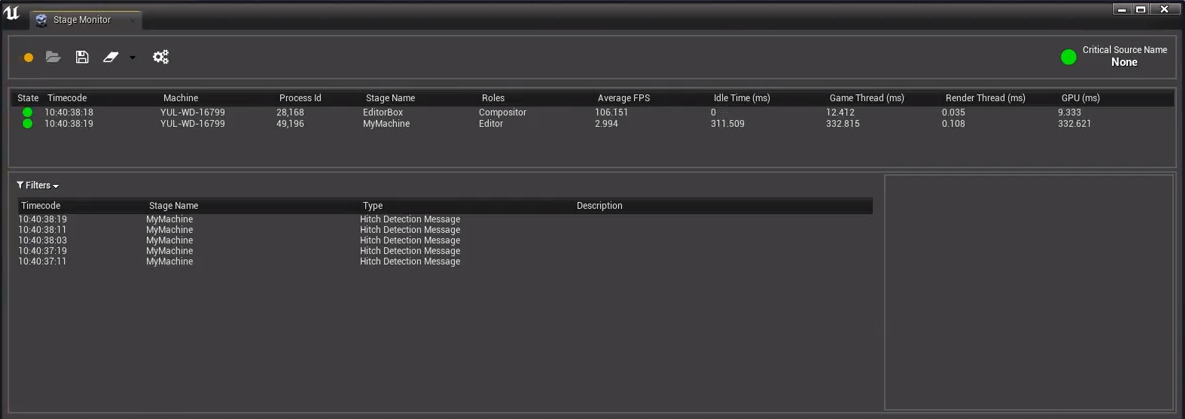 Stage Monitor
Critical Source Name
None
State Timecode Machine Process Id Stage Name Roles Average FPS Idle Time (ms) Game Thread (ms) Render Thread (ms) GPU (ms)
10:40:38:18 YUL-WD-16799 28,168 EditorBox Compositor 106.151 0 12.412 0.035 9.333
10:40:38:19 YUL-WD-16799 49,196 MyMachine Editor 2.994 311.509 332.815 0.108 332.621
Filters
Timecode Stage Name Type Description
10:40:38:19 MyMachine Hitch Detection Message
10:40:38:11 MyMachine Hitch Detection Message
10:40:38:03 MyMachine Hitch Detection Message
10:40:37:19 MyMachine Hitch Detection Message
10:40:37:11 MyMachine Hitch Detection Message